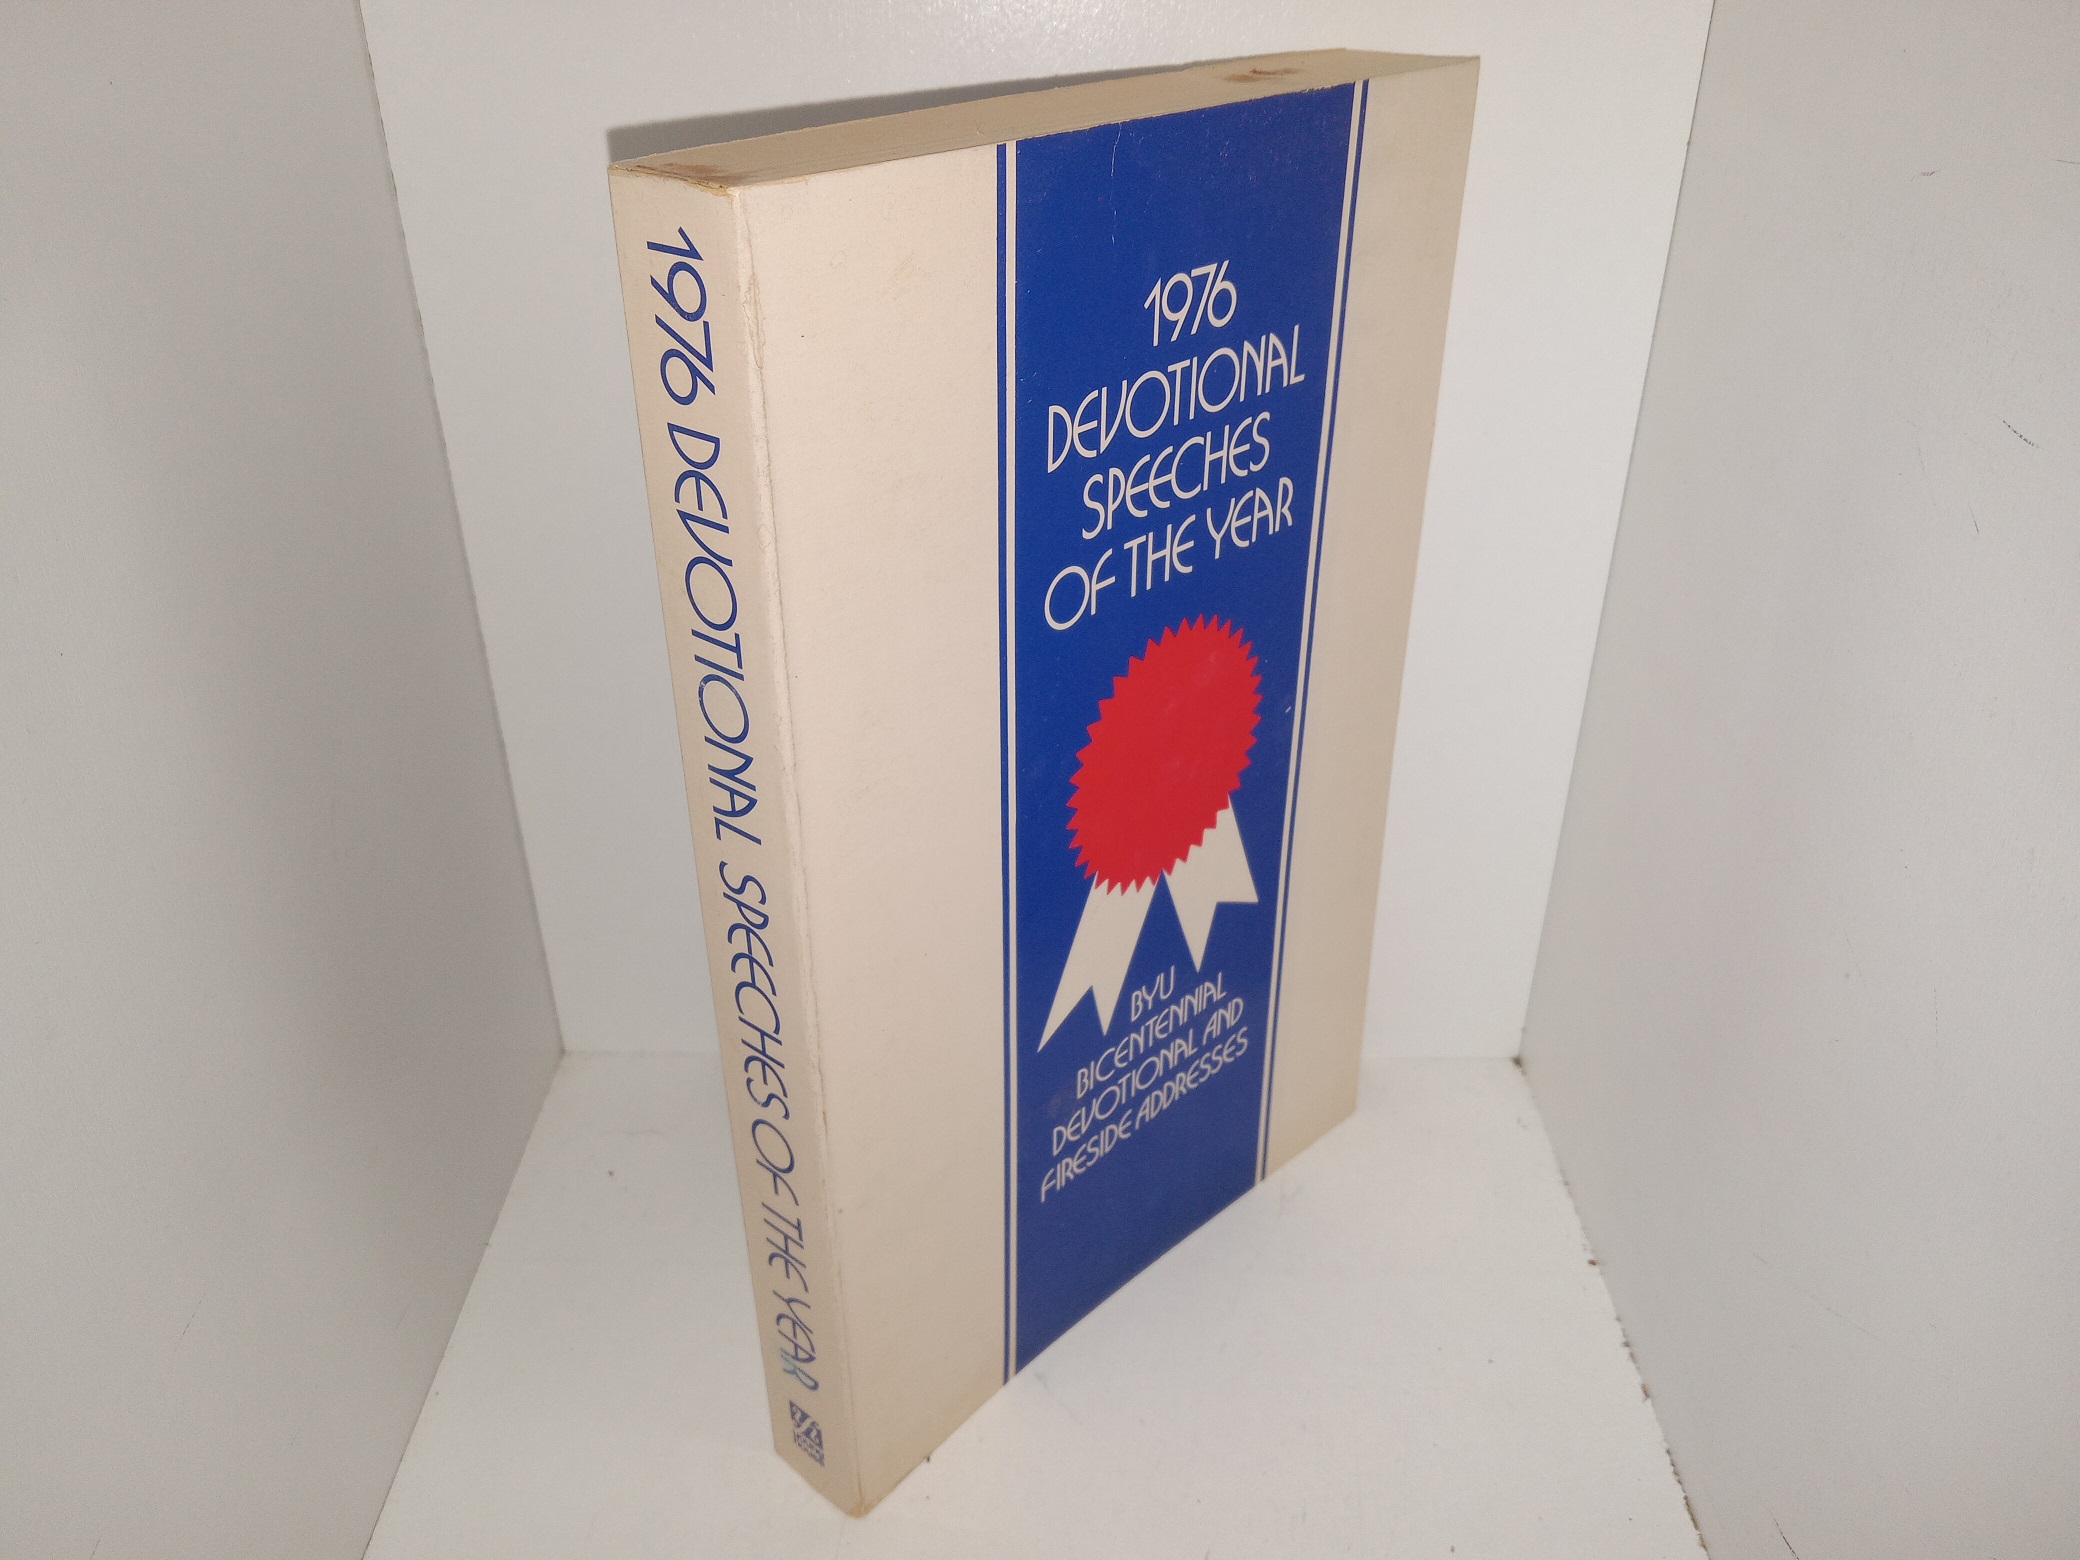 1976 DEVOTIONAL SPEECHES OF THE YEAR
1976
DEVOTIONAL
SPEECHES
OF THE YEAR
BYU
BICENTENNIAL
DEVOTIONAL AND
FIRESIDE ADDRESSES